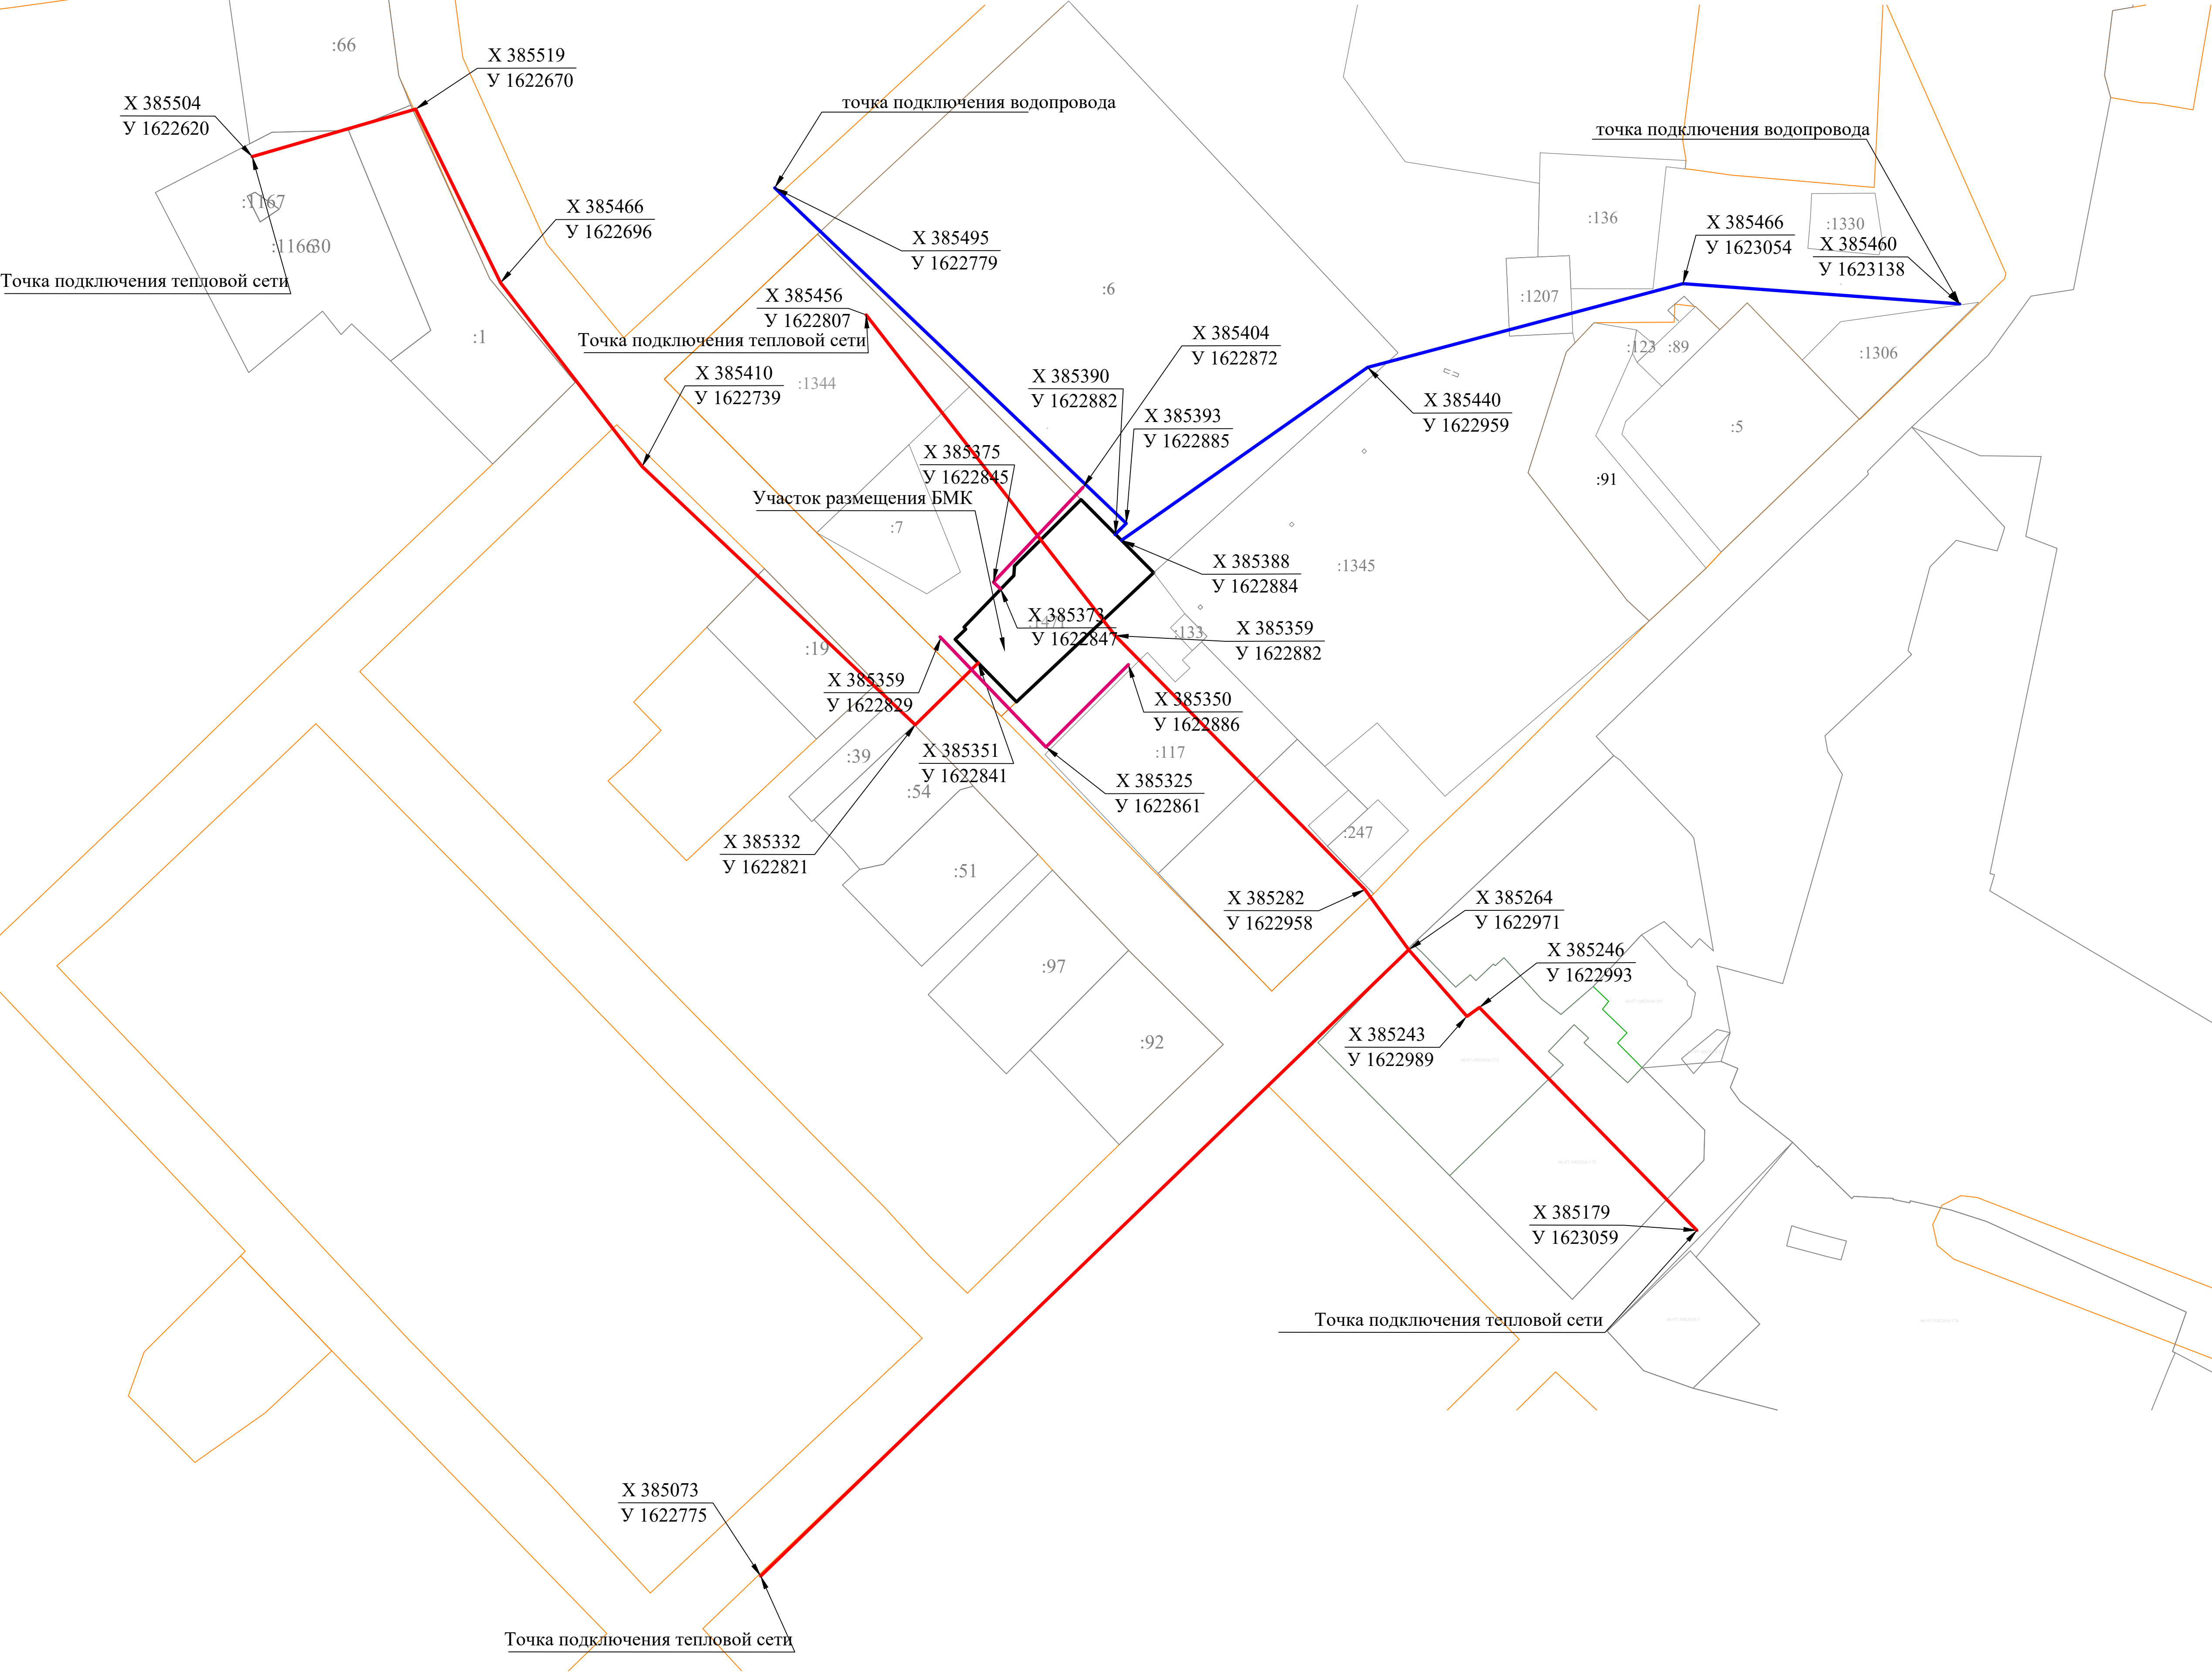 :66
X 385519
У 1622670
X 385504
У 1622620
точка подключения водопровода
точка подключения водопровода
:1167
:1166
30
Точка подключения тепловой сети
X 385466
У 1622696
X 385495
У 1622779
:136
X 385466
У 1623054
:1330
X 385460
У 1623138
:6
X 385456
У 1622807
Точка подключения тепловой сети
:1207
:1
X 385404
У 1622872
:123
:89
:1306
X 385410
У 1622739
:1344
X 385390
У 1622882
X 385393
У 1622885
X 385440
У 1622959
:5
X 385375
У 1622845
:91
Участок размещения БМК
:7
X 385388
У 1622884
:1345
X 385373
У 1622847
:1471
:133
X 385359
У 1622882
:19
X 385359
У 1622829
X 385350
У 1622886
:39
X 385351
У 1622841
:117
:54
X 385325
У 1622861
X 385332
У 1622821
:247
:51
X 385282
У 1622958
X 385264
У 1622971
:97
X 385246
У 1622993
:92
X 385243
У 1622989
X 385179
У 1623059
Точка подключения тепловой сети
X 385073
У 1622775
Точка подключения тепловой сети